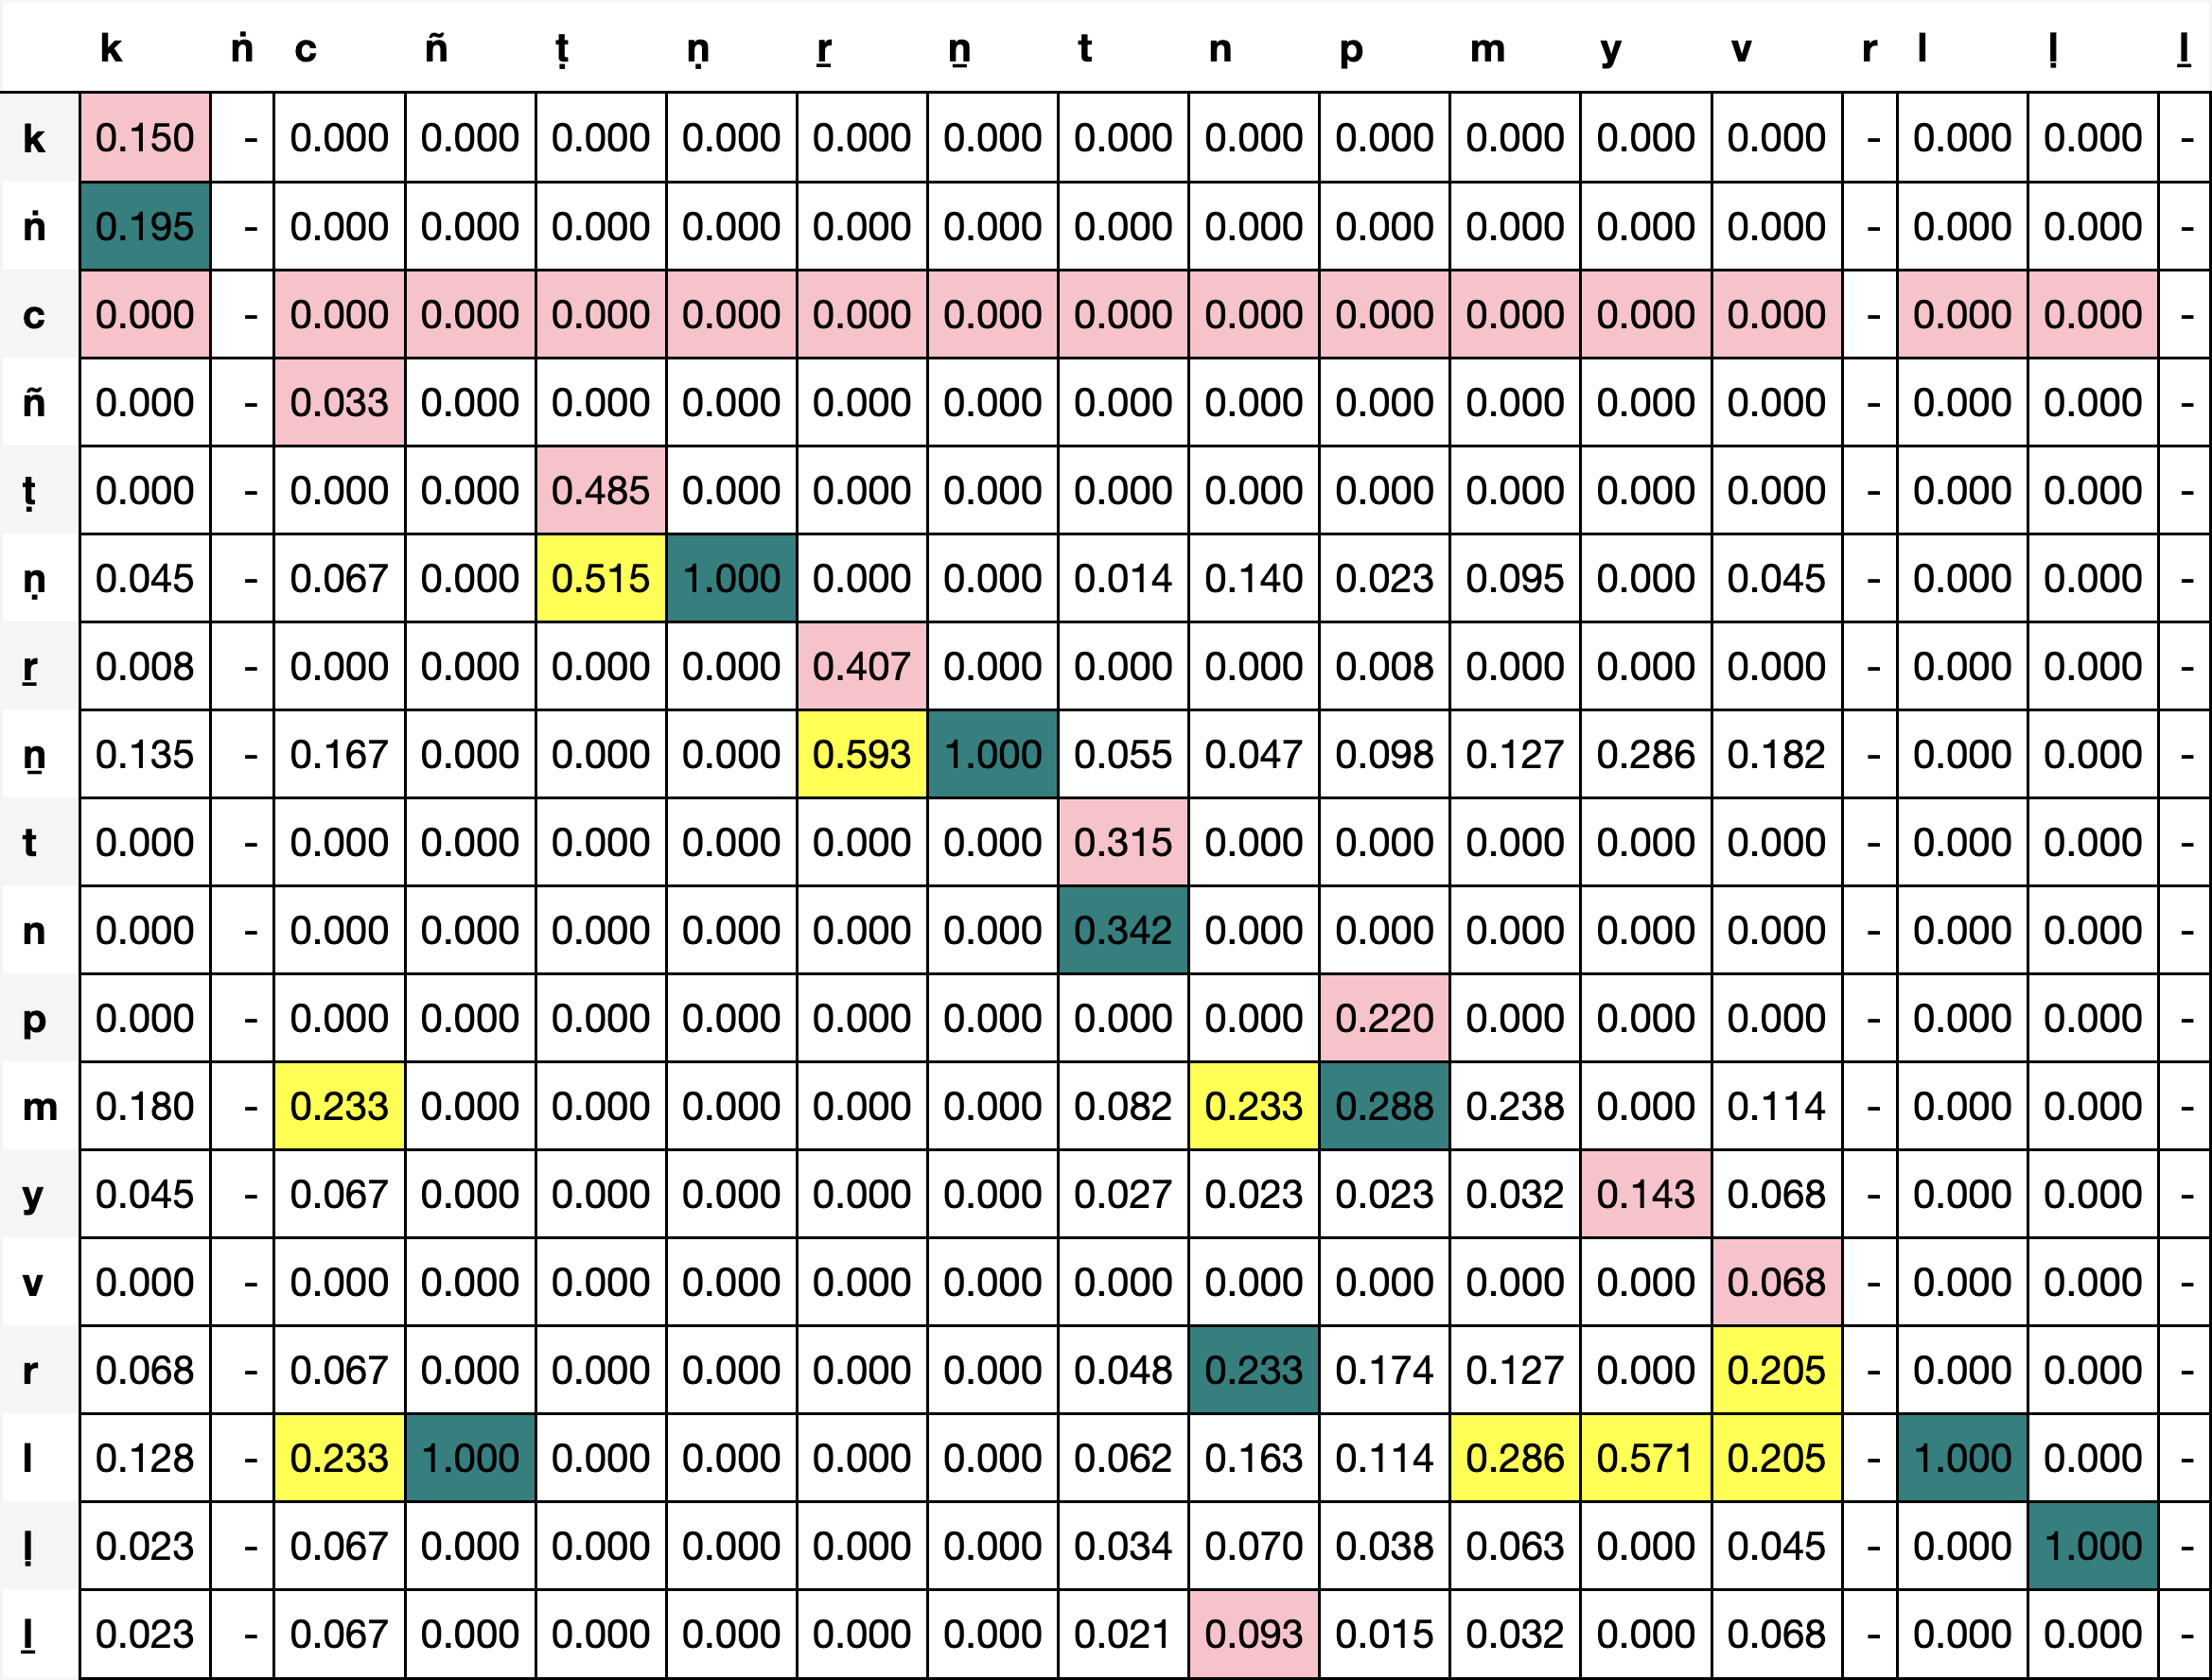 k ṅ c ñ ṭ ṇ ṟ ṉ t n p m y v r l ḷ ḻ
k 0.150 - 0.000 0.000 0.000 0.000 0.000 0.000 0.000 0.000 0.000 0.000 0.000 0.000 - 0.000 0.000 -
ṅ 0.195 - 0.000 0.000 0.000 0.000 0.000 0.000 0.000 0.000 0.000 0.000 0.000 0.000 - 0.000 0.000 -
c 0.000 - 0.000 0.000 0.000 0.000 0.000 0.000 0.000 0.000 0.000 0.000 0.000 0.000 - 0.000 0.000 -
ñ 0.000 - 0.033 0.000 0.000 0.000 0.000 0.000 0.000 0.000 0.000 0.000 0.000 0.000 - 0.000 0.000 -
ṭ 0.000 - 0.000 0.000 0.485 0.000 0.000 0.000 0.000 0.000 0.000 0.000 0.000 0.000 - 0.000 0.000 -
ṇ 0.045 - 0.067 0.000 0.515 1.000 0.000 0.000 0.014 0.140 0.023 0.095 0.000 0.045 - 0.000 0.000 -
ṟ 0.008 - 0.000 0.000 0.000 0.000 0.407 0.000 0.000 0.000 0.008 0.000 0.000 0.000 - 0.000 0.000 -
ṉ 0.135 - 0.167 0.000 0.000 0.000 0.593 1.000 0.055 0.047 0.098 0.127 0.286 0.182 - 0.000 0.000 -
t 0.000 - 0.000 0.000 0.000 0.000 0.000 0.000 0.315 0.000 0.000 0.000 0.000 0.000 - 0.000 0.000 -
n 0.000 - 0.000 0.000 0.000 0.000 0.000 0.000 0.342 0.000 0.000 0.000 0.000 0.000 - 0.000 0.000 -
p 0.000 - 0.000 0.000 0.000 0.000 0.000 0.000 0.000 0.000 0.220 0.000 0.000 0.000 - 0.000 0.000 -
m 0.180 - 0.233 0.000 0.000 0.000 0.000 0.000 0.082 0.233 0.288 0.238 0.000 0.114 - 0.000 0.000 -
y 0.045 - 0.067 0.000 0.000 0.000 0.000 0.000 0.027 0.023 0.023 0.032 0.143 0.068 - 0.000 0.000 -
v 0.000 - 0.000 0.000 0.000 0.000 0.000 0.000 0.000 0.000 0.000 0.000 0.000 0.068 - 0.000 0.000 -
r 0.068 - 0.067 0.000 0.000 0.000 0.000 0.000 0.048 0.233 0.174 0.127 0.000 0.205 - 0.000 0.000 -
l 0.128 - 0.233 1.000 0.000 0.000 0.000 0.000 0.062 0.163 0.114 0.286 0.571 0.205 - 1.000 0.000 -
ḷ 0.023 - 0.067 0.000 0.000 0.000 0.000 0.000 0.034 0.070 0.038 0.063 0.000 0.045 - 0.000 1.000 -
ḻ 0.023 - 0.067 0.000 0.000 0.000 0.000 0.000 0.021 0.093 0.015 0.032 0.000 0.068 - 0.000 0.000 -